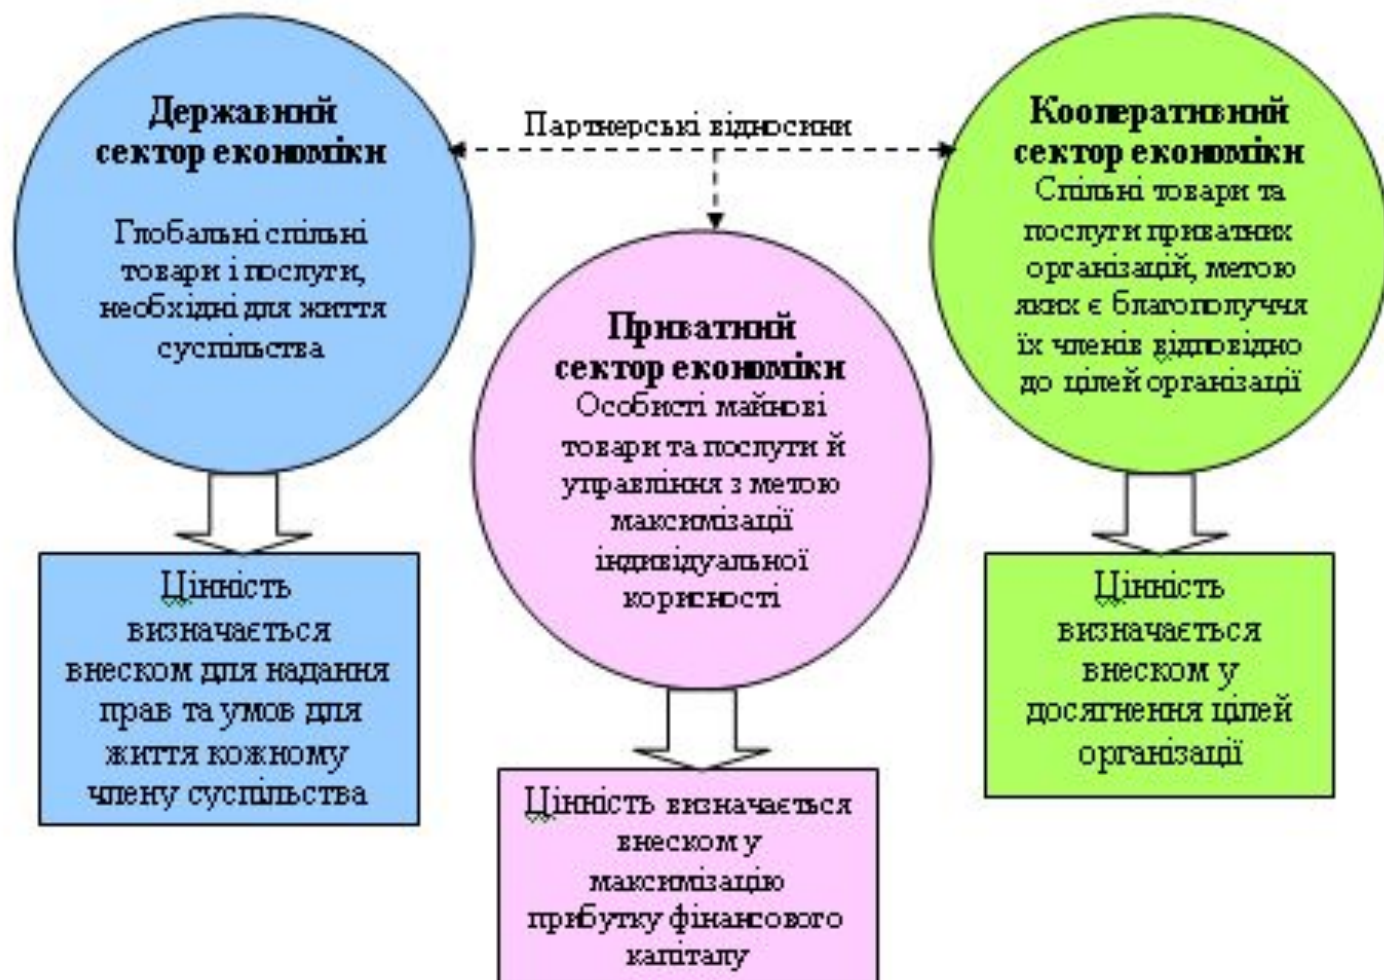 Державний
сектор економіки
Глобальні спільні
товари і послуги,
необхідні для життя
суспільства
Партнерські відносини
Кооперативний
сектор економіки
Спільні товари та
послуги приватних
організацій, метою
яких є благополуччя
їх членів відповідно
до цілей організації
Приватний
сектор економіки
Особисті майнові
товари та послуги й
управління з метою
максимізації
індивідуальної
корисності
Цінність
визначається
внеском для надання
прав та умов для
життя кожному
члену суспільства
Цінність визначається
внеском у
максимізацію
прибутку фінансового
капіталу
Цінність
визначається
внеском у
досягнення цілей
організації